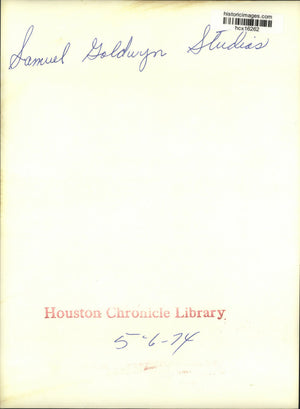 historicimages.com
hcx16262
Samuel Goldwyn Studios
Houston Chronicle Library
5-6-74